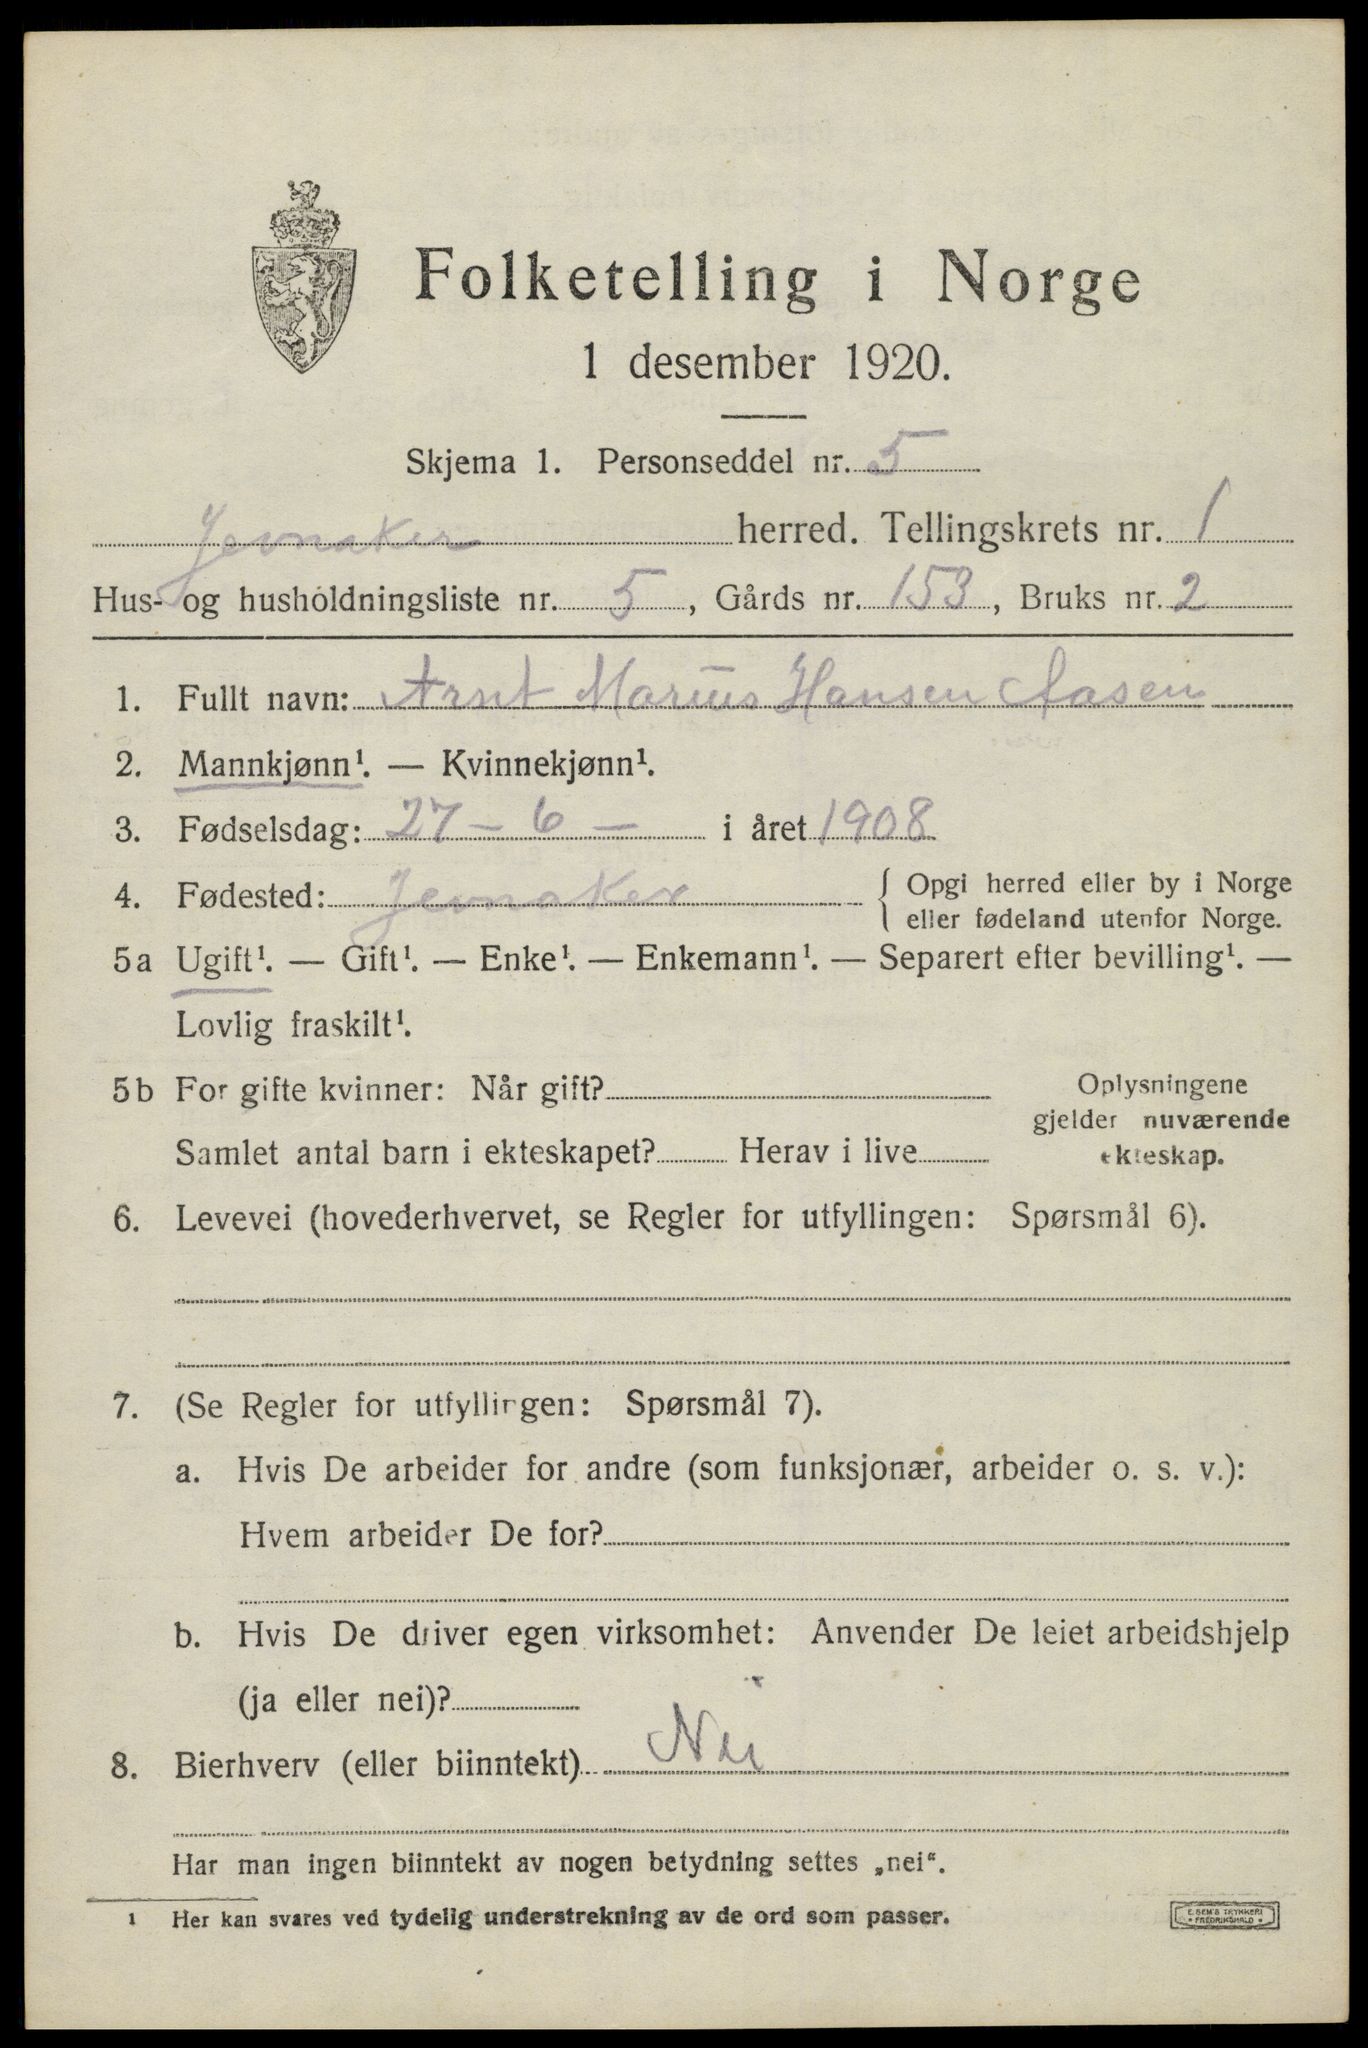 Folketelling i Norge
1 desember 1920.
Skjema 1. Personseddel nr. 5
Jevnaker herred. Tellingskrets nr. 1
Hus- og husholdningsliste nr. 5, Gårds nr. 153, Bruks nr. 2
1. Fullt navn: Arnt Marius Hansen Aasen
2. Mannkjønn¹. — Kvinnekjønn¹.
3. Fødselsdag: 27 – 6 – i året 1908
4. Fødested: Jevnaker { Opgi herred eller by i Norge
eller fødeland utenfor Norge.
5a Ugift¹. — Gift¹. — Enke¹. — Enkemann¹. — Separert efter bevilling¹. —
Lovlig fraskilt¹.
5b For gifte kvinner: Når gift? Oplysningene
gjelder nuværende
Samlet antal barn i ekteskapet? Herav i live ekteskap.
6. Levevei (hovederhvervet, se Regler for utfyllingen: Spørsmål 6).
7. (Se Regler for utfyllingen: Spørsmål 7).
a. Hvis De arbeider for andre (som funksjonær, arbeider o. s. v.):
Hvem arbeider De for?
b. Hvis De driver egen virksomhet: Anvender De leiet arbeidshjelp
(ja eller nei)?
8. Bierhverv (eller biinntekt) Nei
Har man ingen biinntekt av nogen betydning settes „nei“.
¹ Her kan svares ved tydelig understrekning av de ord som passer.
E. SEM'S TRYKKERI
• FREDRIKSHALD •